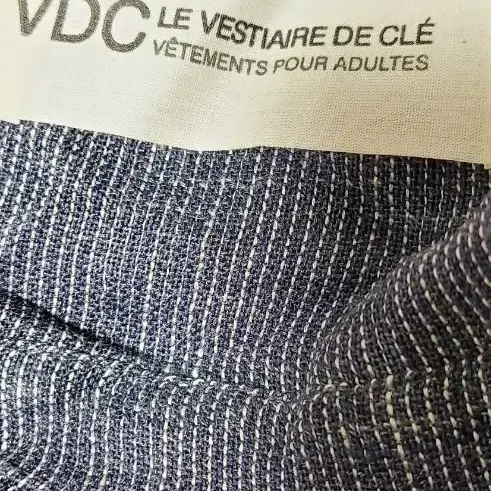 VDC
LE VESTIAIRE DE CLÉ
VÊTEMENTS POUR ADULTES